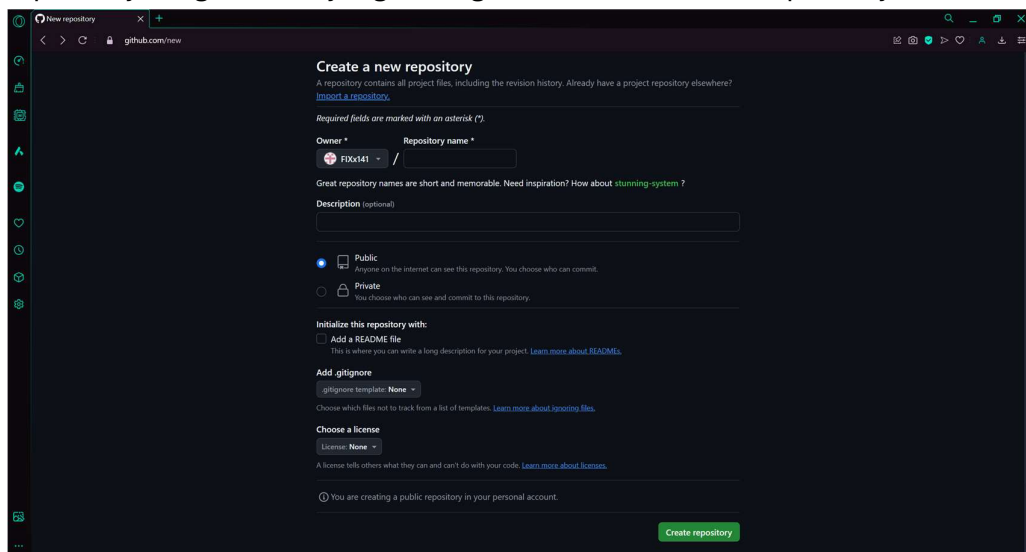 New repository
github.com/new
Create a new repository
A repository contains all project files, including the revision history. Already have a project repository elsewhere?
Import a repository.
Required fields are marked with an asterisk (*).
Owner * Repository name *
FIXx141 /
Great repository names are short and memorable. Need inspiration? How about stunning-system ?
Description (optional)
Public
Anyone on the internet can see this repository. You choose who can commit.
Private
You choose who can see and commit to this repository.
Initialize this repository with:
Add a README file
This is where you can write a long description for your project. Learn more about READMEs.
Add .gitignore
.gitignore template: None
Choose which files not to track from a list of templates. Learn more about ignoring files.
Choose a license
License: None
A license tells others what they can and can't do with your code. Learn more about licenses.
You are creating a public repository in your personal account.
Create repository